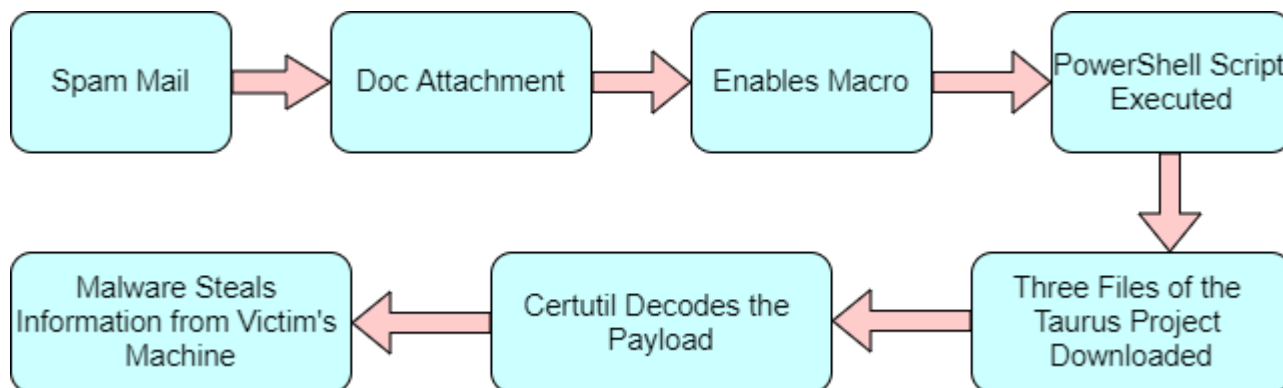 Spam Mail
Doc Attachment
Enables Macro
PowerShell Script
Executed
Three Files of the
Taurus Project
Downloaded
Certutil Decodes the
Payload
Malware Steals
Information from Victim's
Machine